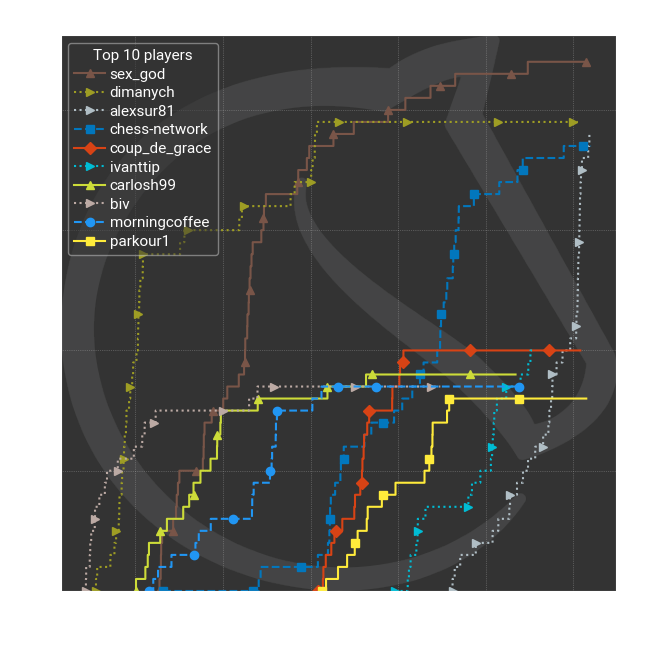 Top 10 players
sex_god
dimanych
alexsur81
chess-network
coup_de_grace
ivanttip
carlosh99
biv
morningcoffee
parkour1